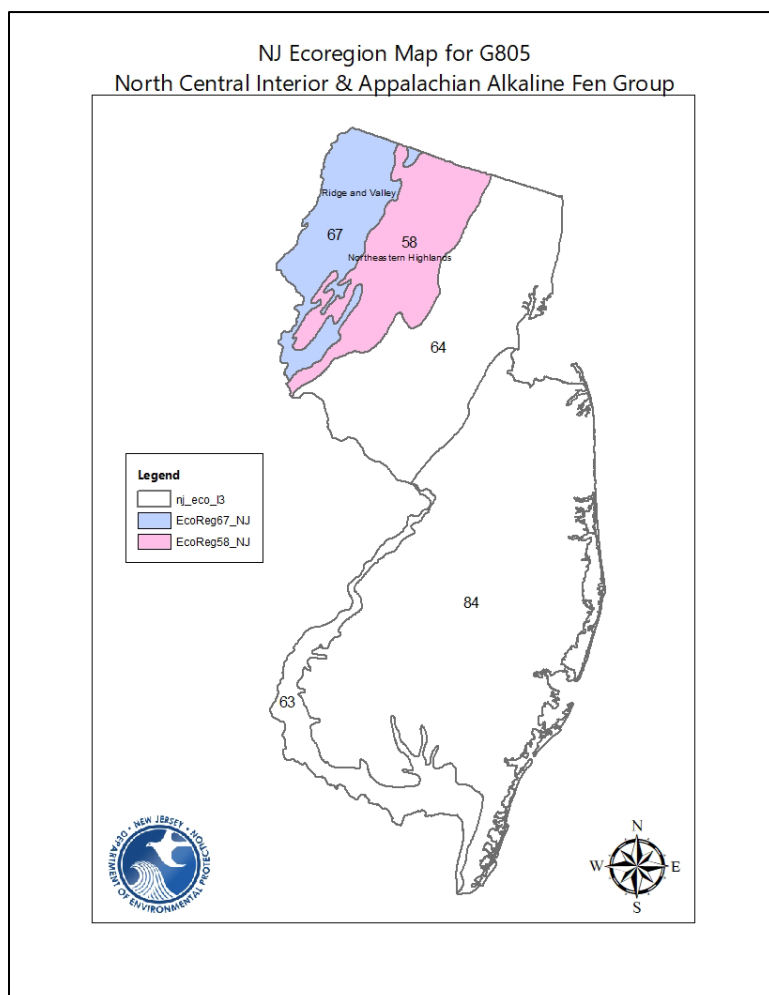 NJ Ecoregion Map for G805
North Central Interior & Appalachian Alkaline Fen Group
Ridge and Valley
67
58
Northeastern Highlands
64
Legend
nj_eco_l3
EcoReg67_NJ
EcoReg58_NJ
84
63
• NEW JERSEY •
DEPARTMENT OF ENVIRONMENTAL PROTECTION
N
W E
S